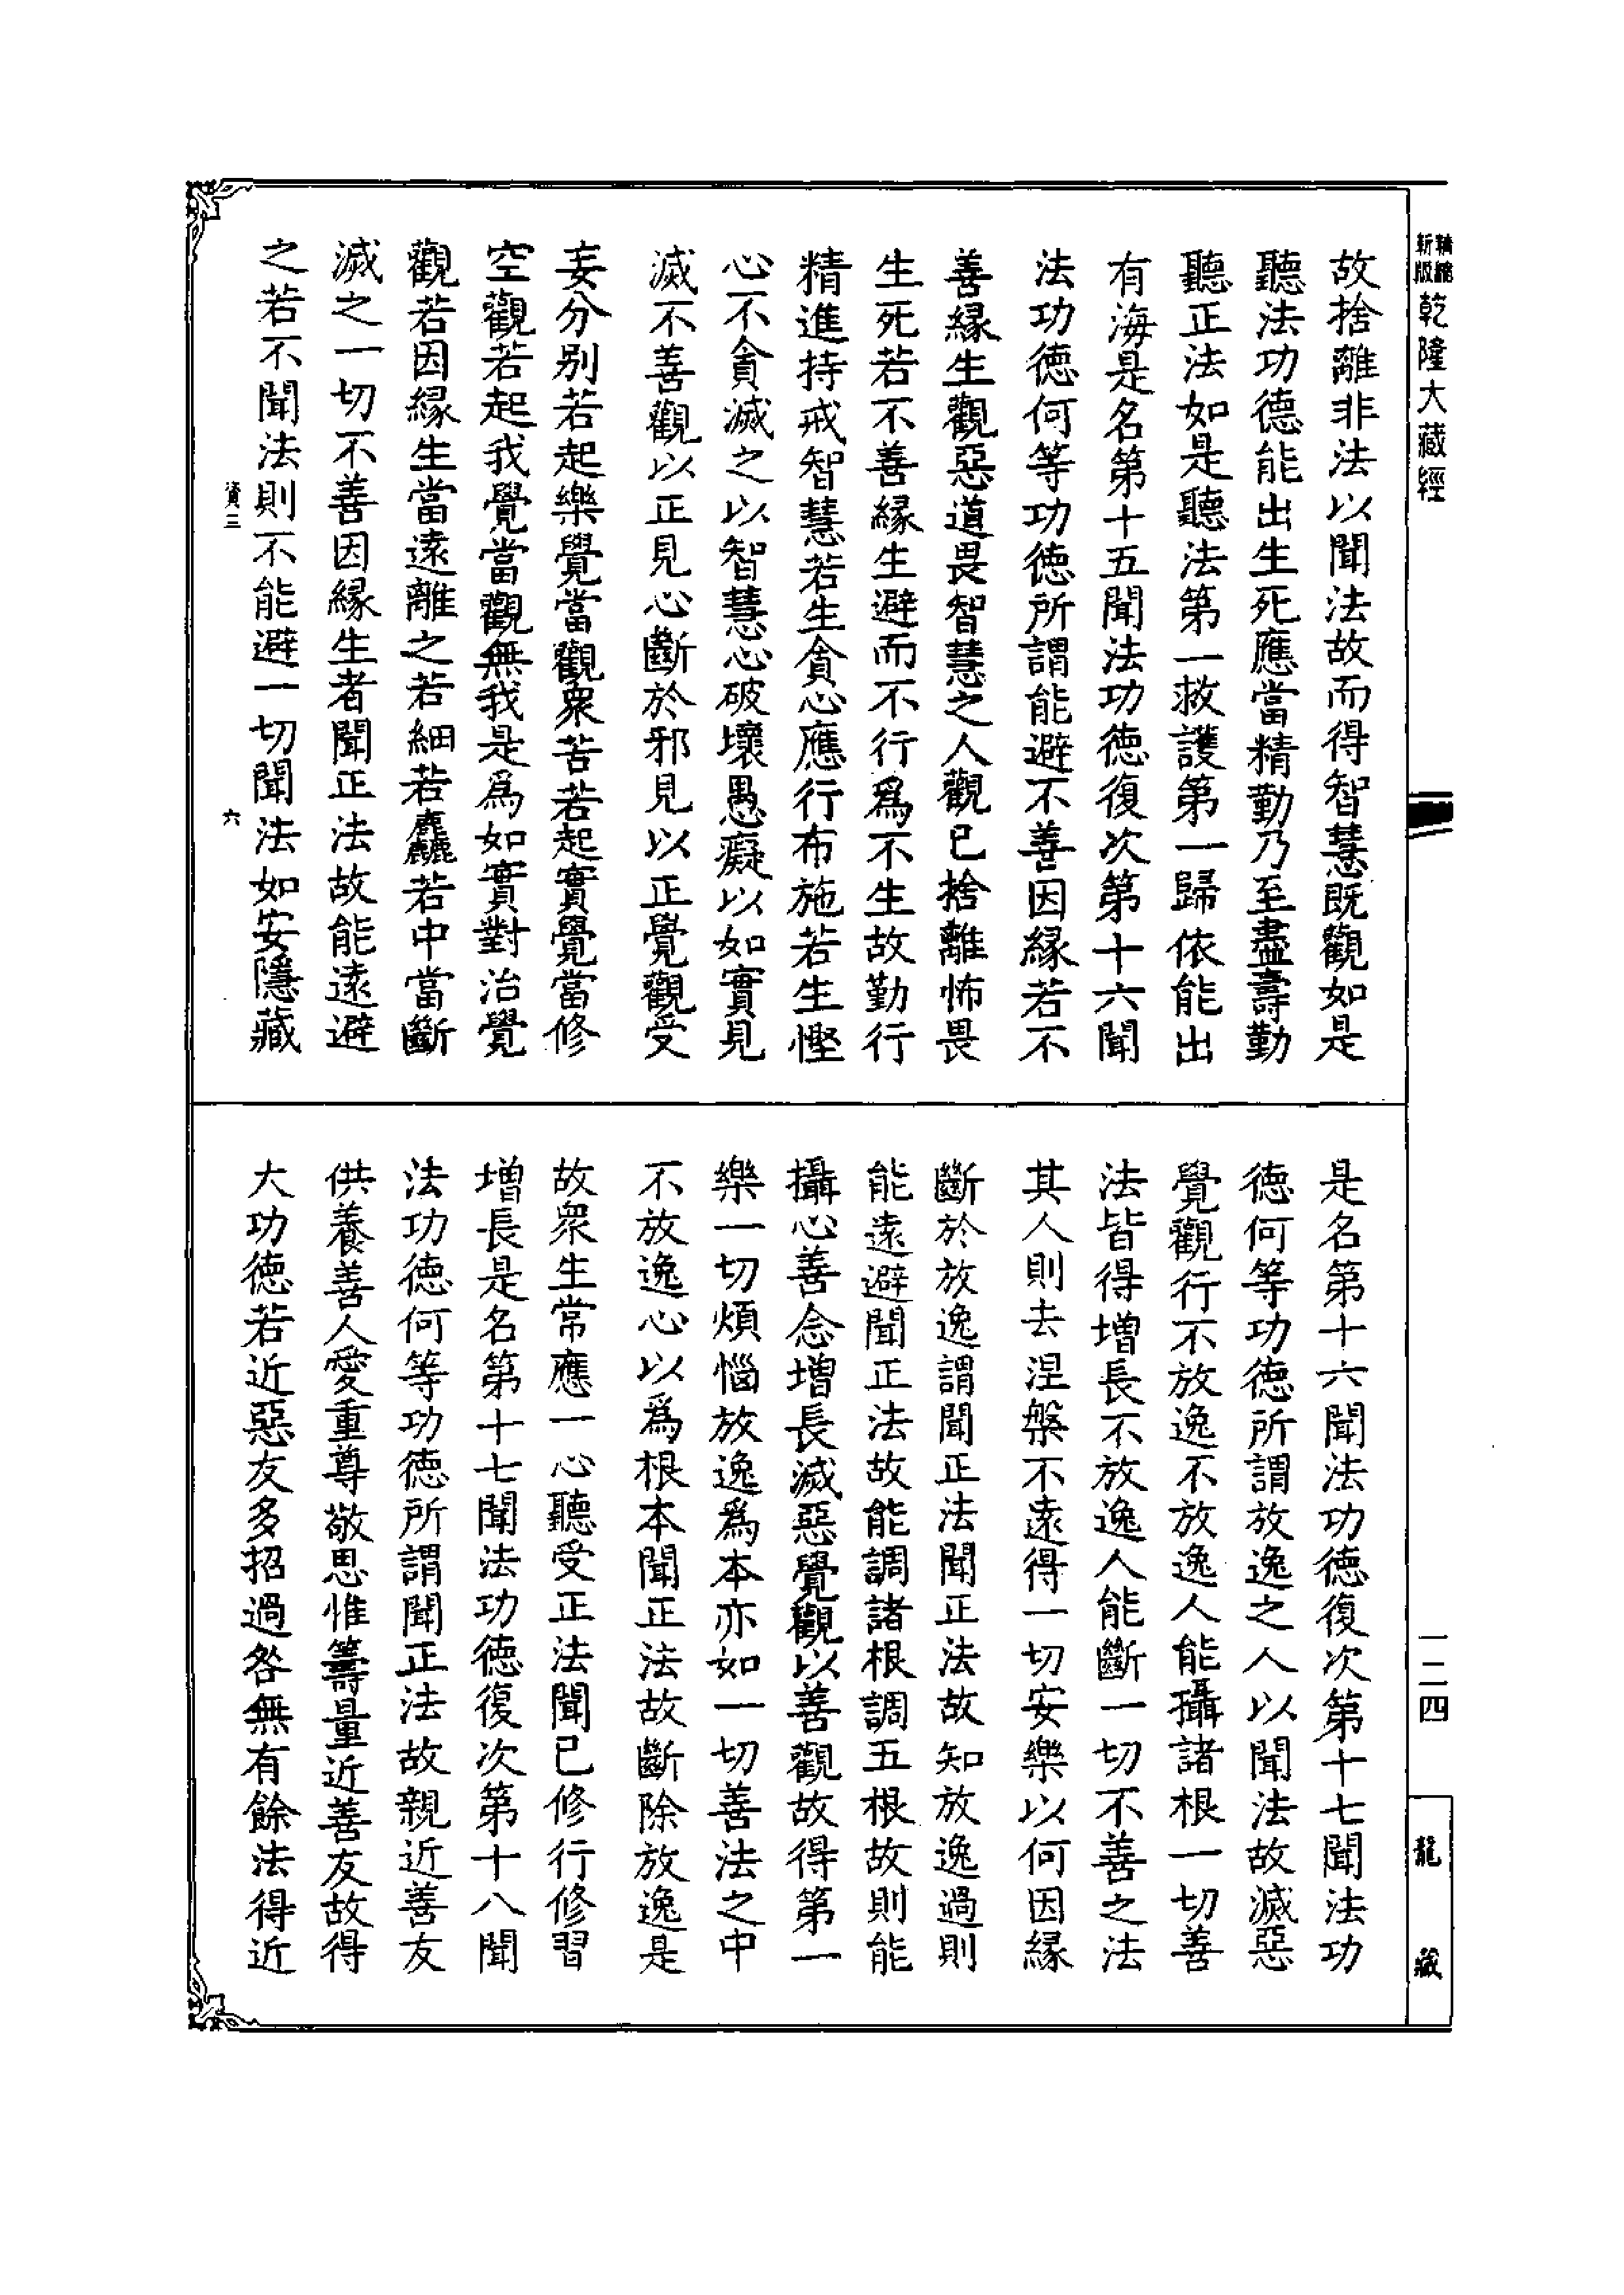 新版精縮乾隆大藏經
一二四
龍藏
故捨離非法以聞法故而得智慧既觀如是
聽法功德能出生死應當精勤乃至盡壽勤
聽正法如是聽法第一救護第一歸依能出
有海是名第十五聞法功德復次第十六聞
法功德何等功德所謂能避不善因緣若不
善緣生觀惡道畏智慧之人觀已捨離怖畏
生死若不善緣生避而不行爲不生故勤行
精進持戒智慧若生貪心應行布施若生慳
心不貪滅之以智慧心破壞愚癡以如實見
滅不善觀以正見心斷於邪見以正覺觀受
妄分別若起樂覺當觀衆苦若起實覺當修
空觀若起我覺當觀無我是爲如實對治覺
觀若因緣生當遠離之若細若麤若中當斷
滅之一切不善因緣生者聞正法故能遠避
之若不聞法則不能避一切聞法如安隱藏
資三
六
是名第十六聞法功德復次第十七聞法功
德何等功德所謂放逸之人以聞法故滅惡
覺觀行不放逸不放逸人能攝諸根一切善
法皆得增長不放逸人能斷一切不善之法
其人則去涅槃不遠得一切安樂以何因緣
斷於放逸謂聞正法聞正法故知放逸過則
能遠避聞正法故能調諸根調五根故則能
攝心善念增長滅惡覺觀以善觀故得第一
樂一切煩惱放逸爲本亦如一切善法之中
不放逸心以爲根本聞正法故斷除放逸是
故衆生常應一心聽受正法聞已修行修習
增長是名第十七聞法功德復次第十八聞
法功德何等功德所謂聞正法故親近善友
供養善人愛重尊敬思惟籌量近善友故得
大功德若近惡友多招過咎無有餘法得近